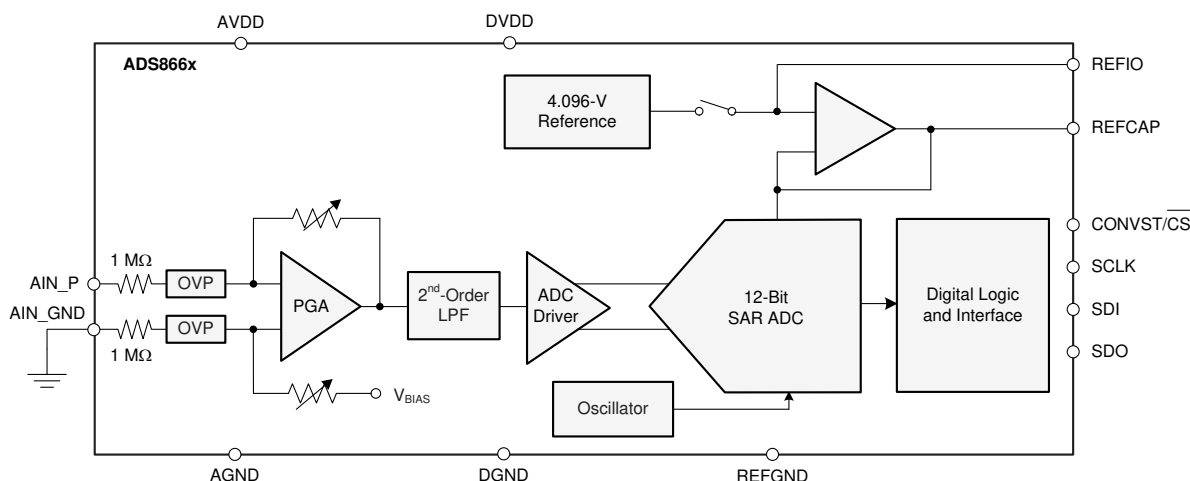 AVDD
DVDD
ADS866x
REFIO
4.096-V
Reference
REFCAP
CONVST/CS
1 MΩ
OVP
AIN_P
SCLK
AIN_GND
PGA
2nd-Order
LPF
ADC
Driver
12-Bit
SAR ADC
Digital Logic
and Interface
SDI
OVP
1 MΩ
SDO
VBIAS
Oscillator
AGND
DGND
REFGND